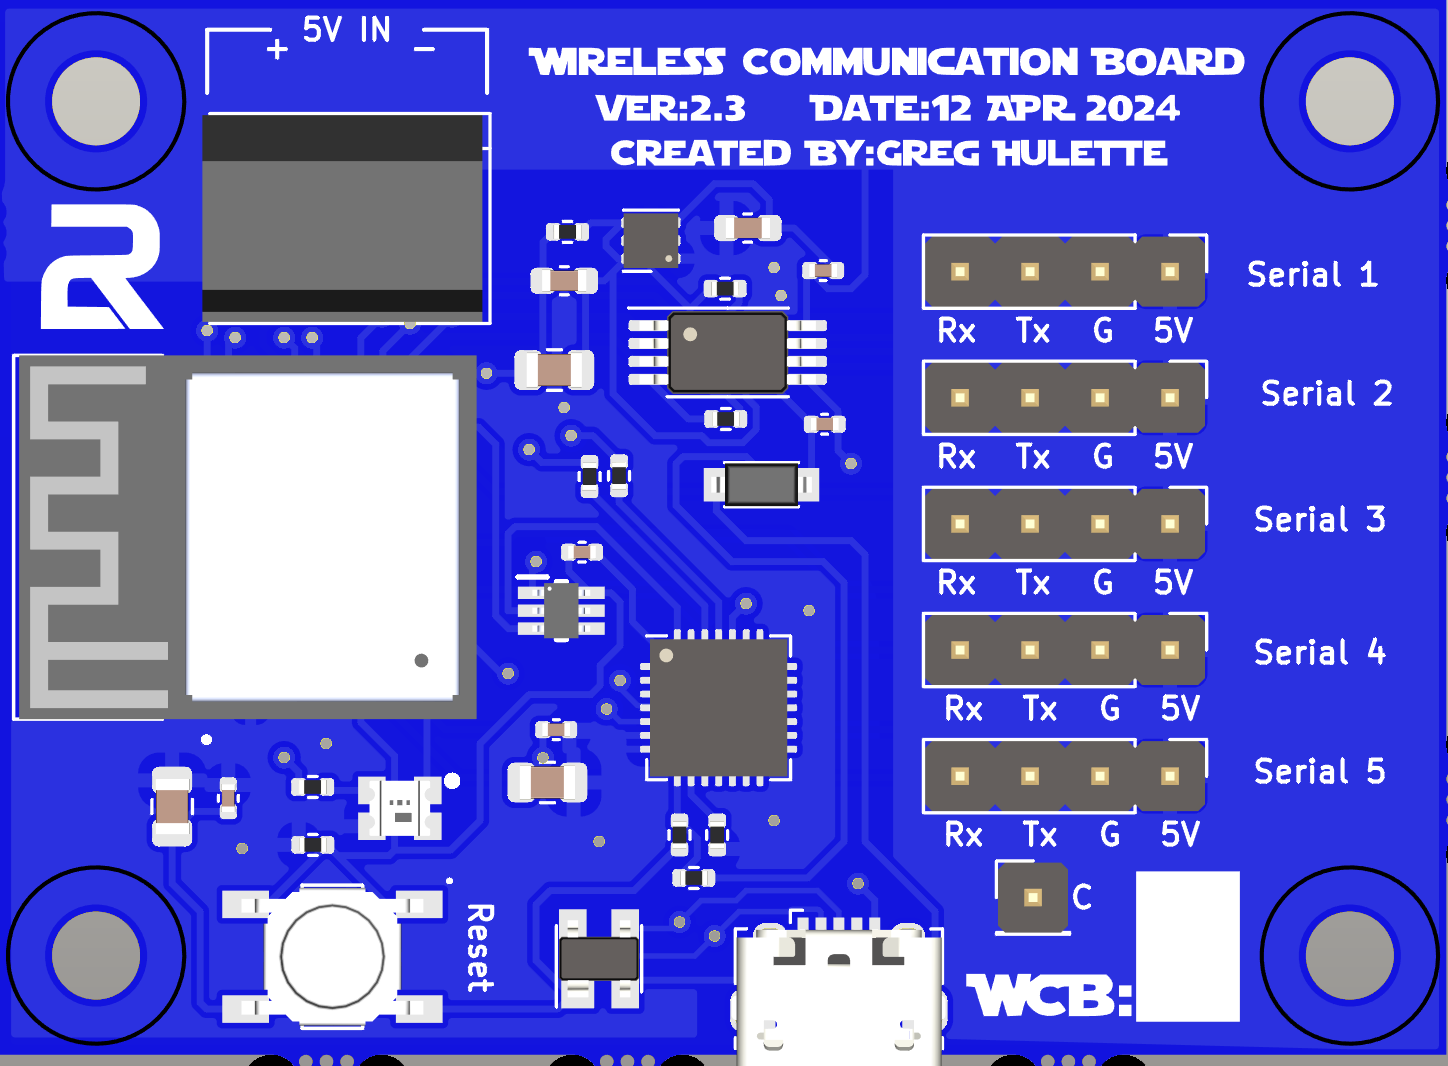 + 5V IN −
WIRELESS COMMUNICATION BOARD
VER:2.3 DATE:12 APR 2024
CREATED BY:GREG HULETTE
R
Serial 1
Rx Tx G 5V
Serial 2
Rx Tx G 5V
Serial 3
Rx Tx G 5V
Serial 4
Rx Tx G 5V
Serial 5
Rx Tx G 5V
C
Reset
WCB: